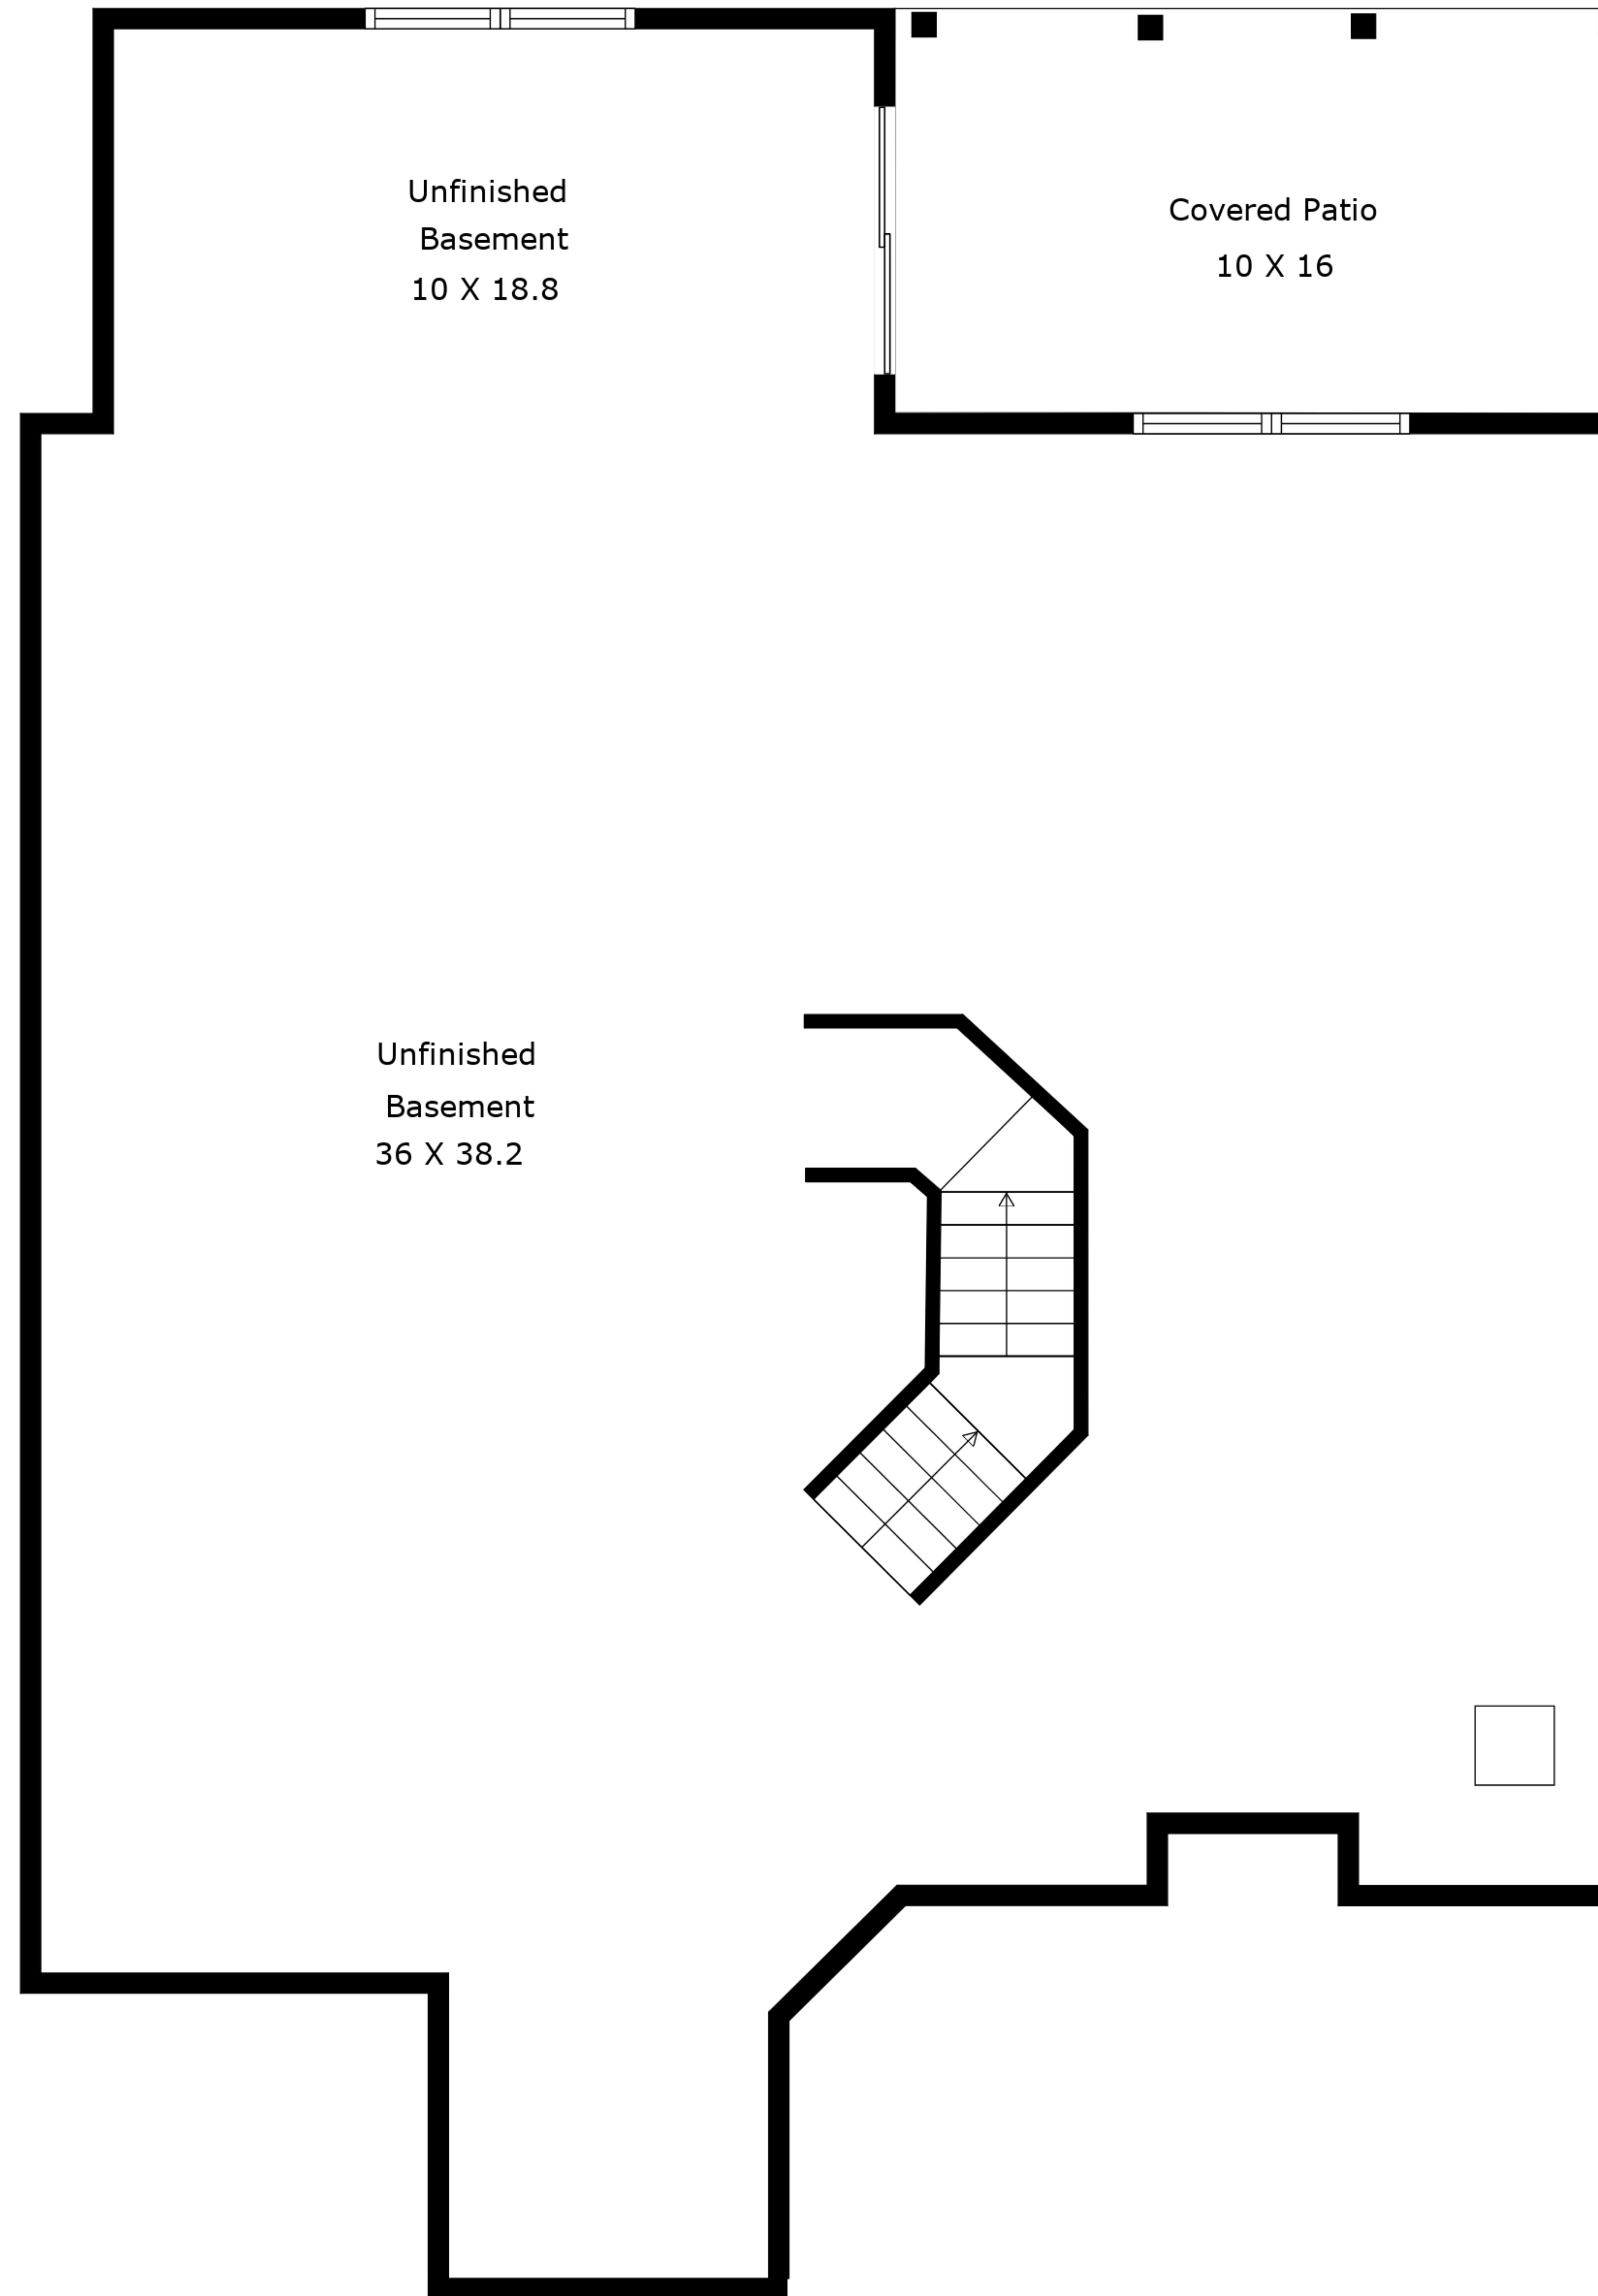 Unfinished
Basement
10 X 18.8
Covered Patio
10 X 16
Unfinished
Basement
36 X 38.2